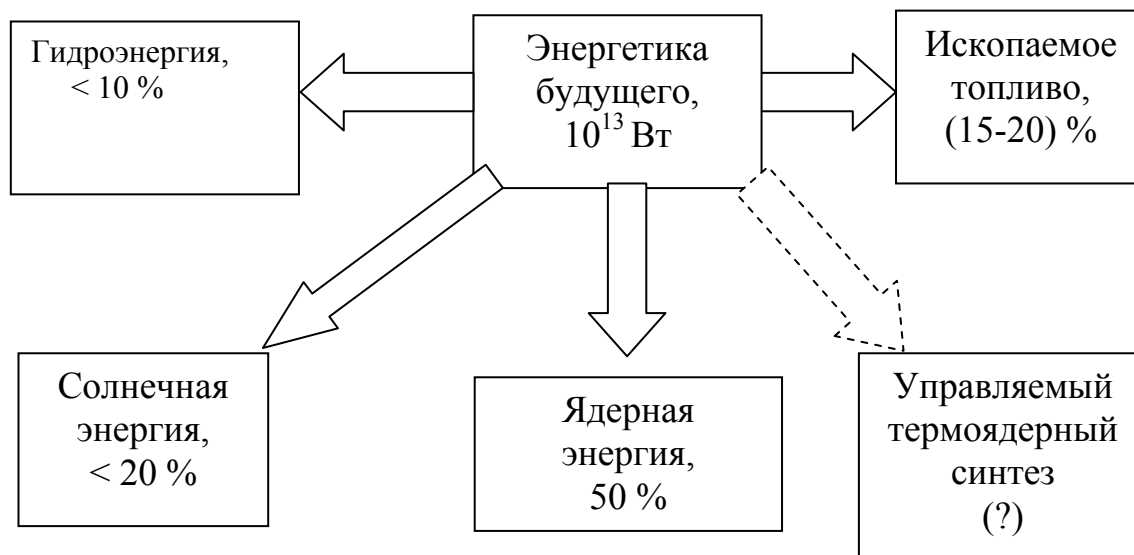 Гидроэнергия,
< 10 %
Энергетика
будущего,
10¹³ Вт
Ископаемое
топливо,
(15-20) %
Солнечная
энергия,
< 20 %
Ядерная
энергия,
50 %
Управляемый
термоядерный
синтез
(?)